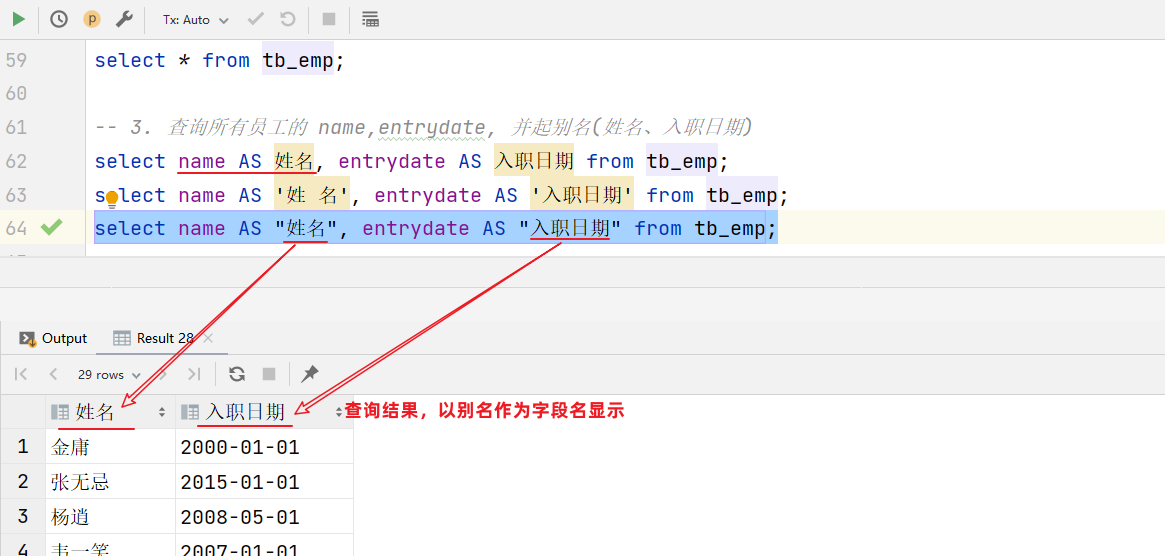 Tx: Auto
59 select * from tb_emp;
60
61 -- 3. 查询所有员工的 name,entrydate, 并起别名(姓名、入职日期)
62 select name AS 姓名, entrydate AS 入职日期 from tb_emp;
63 select name AS '姓 名', entrydate AS '入职日期' from tb_emp;
64 select name AS "姓名", entrydate AS "入职日期" from tb_emp;
Output Result 28
29 rows
姓名 入职日期 查询结果，以别名作为字段名显示
1 金庸 2000-01-01
2 张无忌 2015-01-01
3 杨逍 2008-05-01
4 韦一笑 2007-01-01